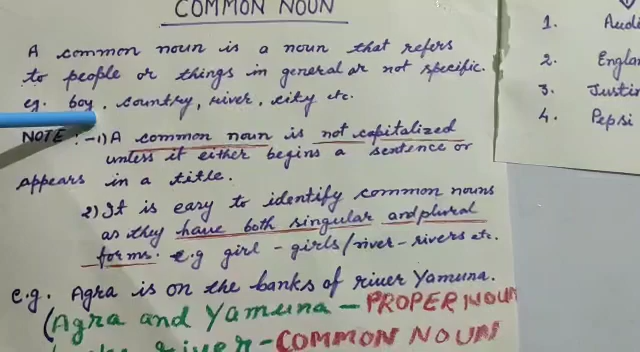 COMMON NOUN
A common noun is a noun that refers
to people or things in general or not specific.
eg. boy, country, river, city etc.
NOTE :-1) A common noun is not capitalized
unless it either begins a sentence or
appears in a title.
2) It is easy to identify common nouns
as they have both singular and plural
forms. e.g girl - girls/river - rivers etc.
e.g. Agra is on the banks of river Yamuna.
(Agra and Yamuna - PROPER NOUN
river - COMMON NOUN
1. Audi
2. Englan
3. Justin
4. Pepsi